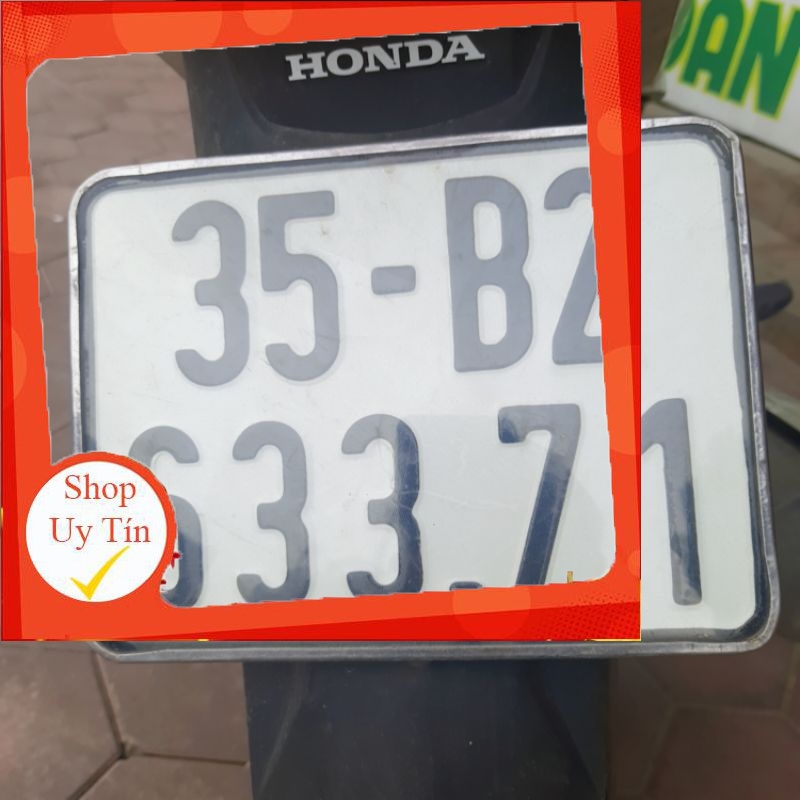 HONDA
35-B2
633.71
Shop
Uy Tín